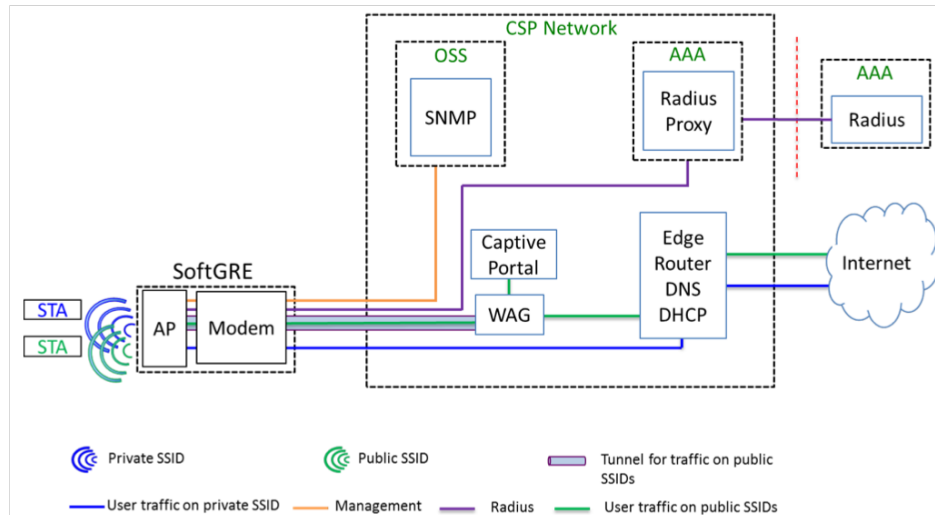 CSP Network
OSS
AAA
AAA
SNMP
Radius
Proxy
Radius
Captive
Portal
Edge
Router
DNS
DHCP
Internet
SoftGRE
STA
STA
AP
Modem
WAG
Private SSID
Public SSID
Tunnel for traffic on public
SSIDs
User traffic on private SSID
Management
Radius
User traffic on public SSIDs